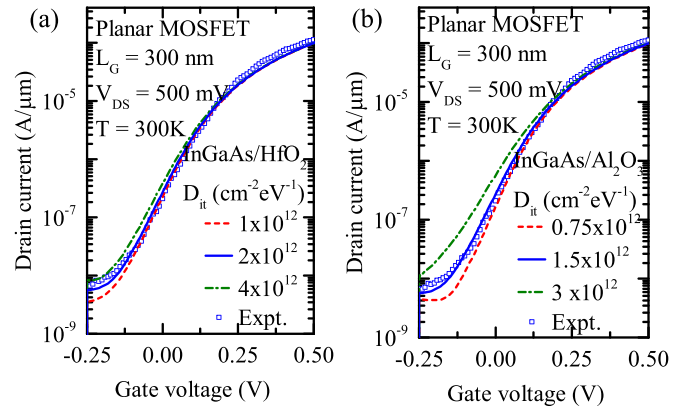 (a)
Planar MOSFET
L_G = 300 nm
V_DS = 500 mV
T = 300K
InGaAs/HfO_2
D_it (cm^-2eV^-1)
1x10^12
2x10^12
4x10^12
Expt.
10^-5
10^-7
10^-9
Drain current (A/μm)
-0.25 0.00 0.25 0.50
Gate voltage (V)
(b)
Planar MOSFET
L_G = 300 nm
V_DS = 500 mV
T = 300K
InGaAs/Al_2O_3
D_it (cm^-2eV^-1)
0.75x10^12
1.5x10^12
3 x10^12
Expt.
10^-5
10^-7
10^-9
Drain current (A/μm)
-0.25 0.00 0.25 0.50
Gate voltage (V)